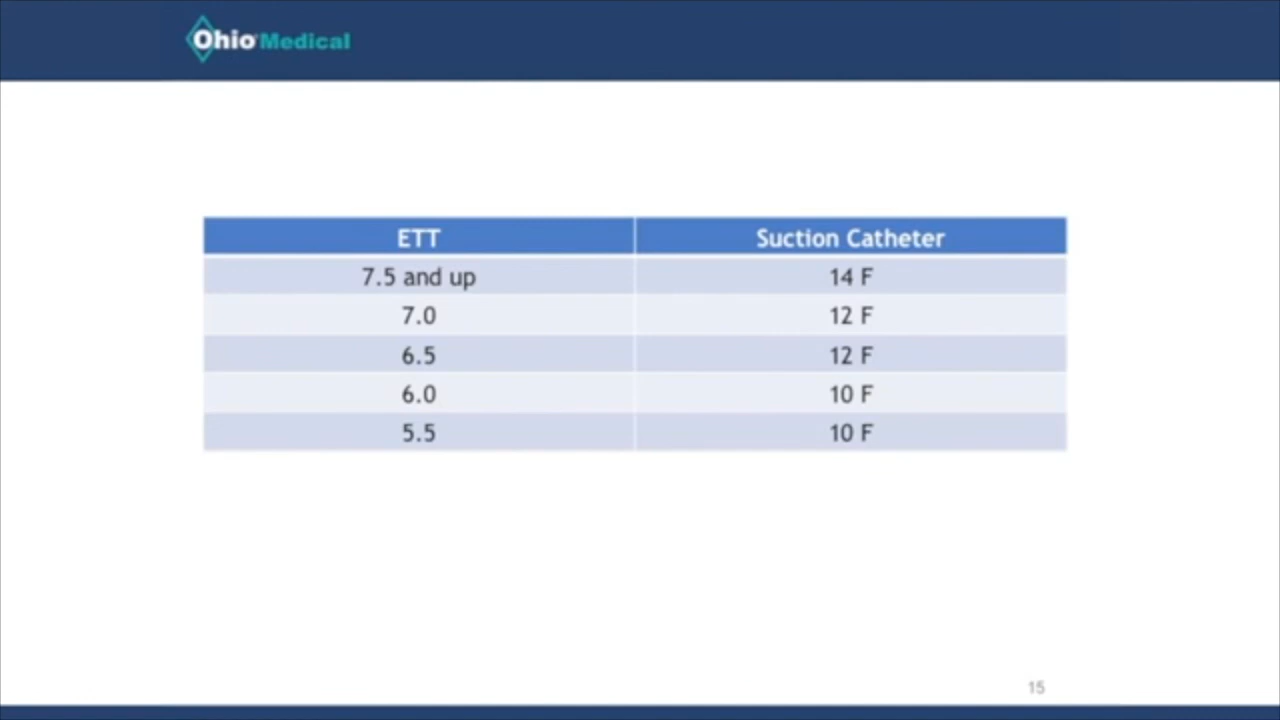 Ohio Medical
ETT Suction Catheter
7.5 and up 14 F
7.0 12 F
6.5 12 F
6.0 10 F
5.5 10 F
15